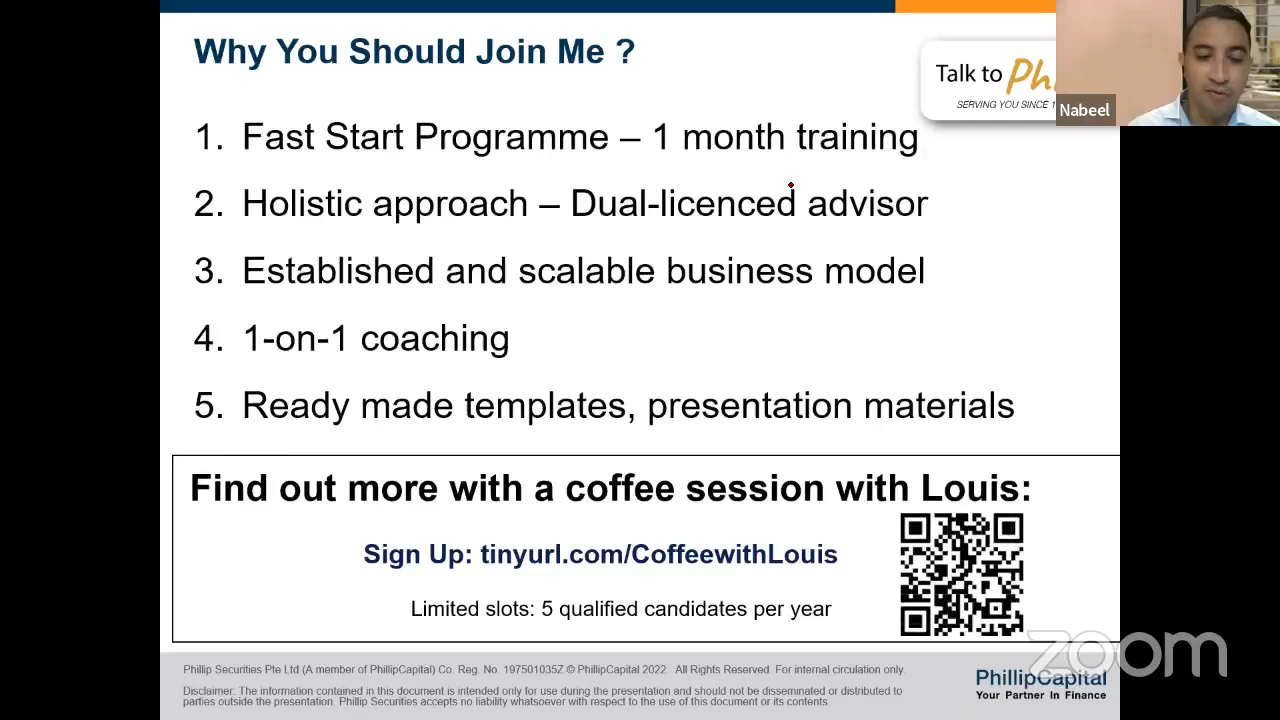 Why You Should Join Me ?
Talk to
SERVING YOU SINCE
Nabeel
1. Fast Start Programme – 1 month training
2. Holistic approach – Dual-licenced advisor
3. Established and scalable business model
4. 1-on-1 coaching
5. Ready made templates, presentation materials
Find out more with a coffee session with Louis:
Sign Up: tinyurl.com/CoffeewithLouis
Limited slots: 5 qualified candidates per year
zoom
Phillip Securities Pte Ltd (A member of PhillipCapital) Co. Reg. No. 197501035Z © PhillipCapital 2022. All Rights Reserved. For internal circulation only.
Disclaimer: The information contained in this document is intended only for use during the presentation and should not be disseminated or distributed to
parties outside the presentation. Phillip Securities accepts no liability whatsoever with respect to the use of this document or its contents.
PhillipCapital
Your Partner In Finance